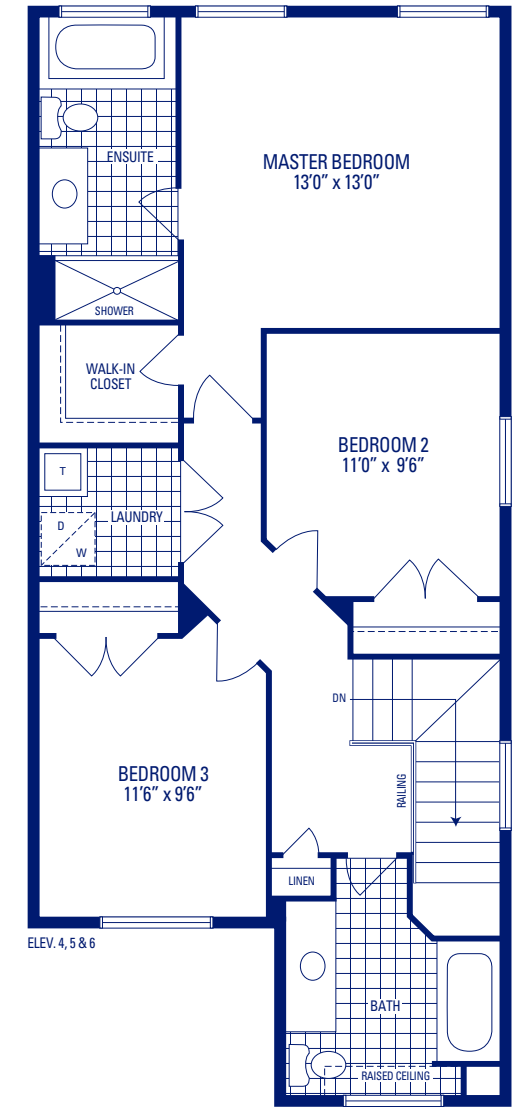 ENSUITE
MASTER BEDROOM
13'0" x 13'0"
SHOWER
WALK-IN
CLOSET
BEDROOM 2
11'0" x 9'6"
T
LAUNDRY
D
W
DN
BEDROOM 3
11'6" x 9'6"
RAILING
LINEN
ELEV. 4, 5 & 6
BATH
RAISED CEILING